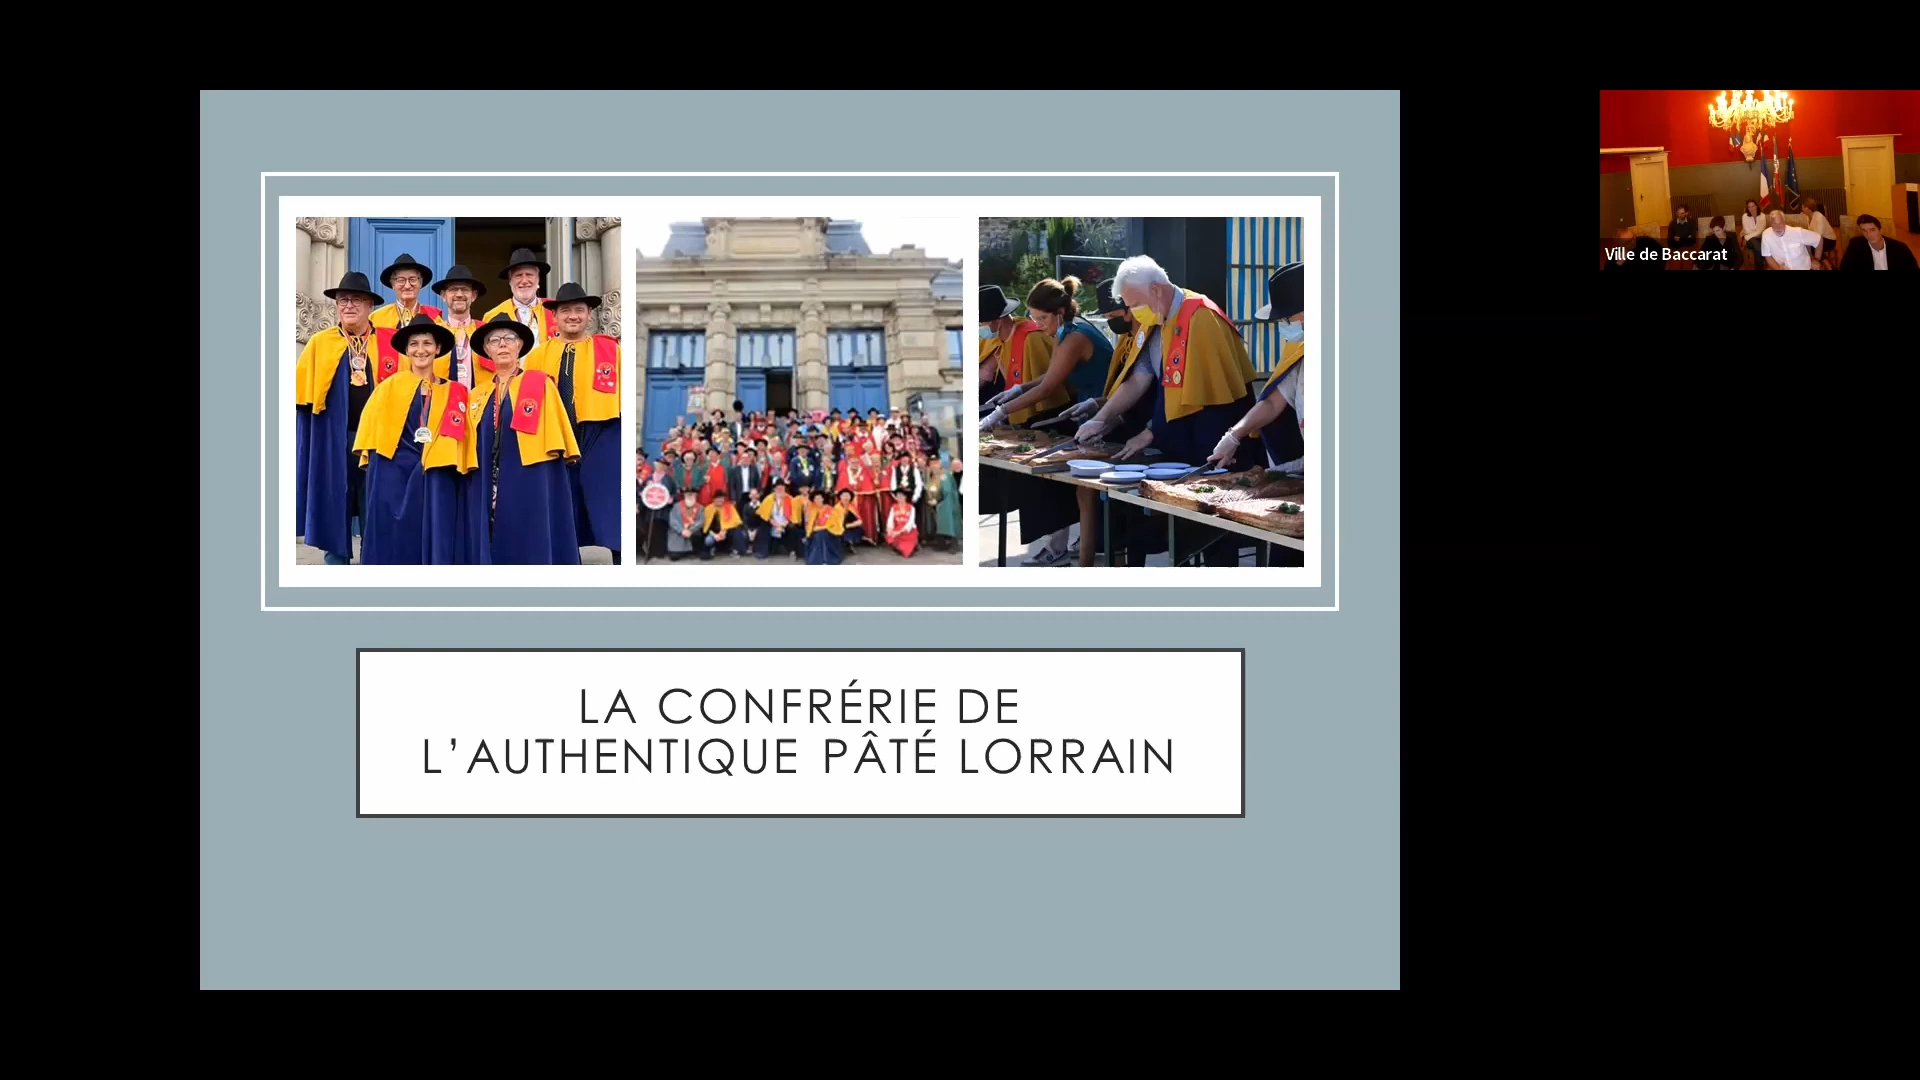 LA CONFRÉRIE DE
L’AUTHENTIQUE PÂTÉ LORRAIN
Ville de Baccarat